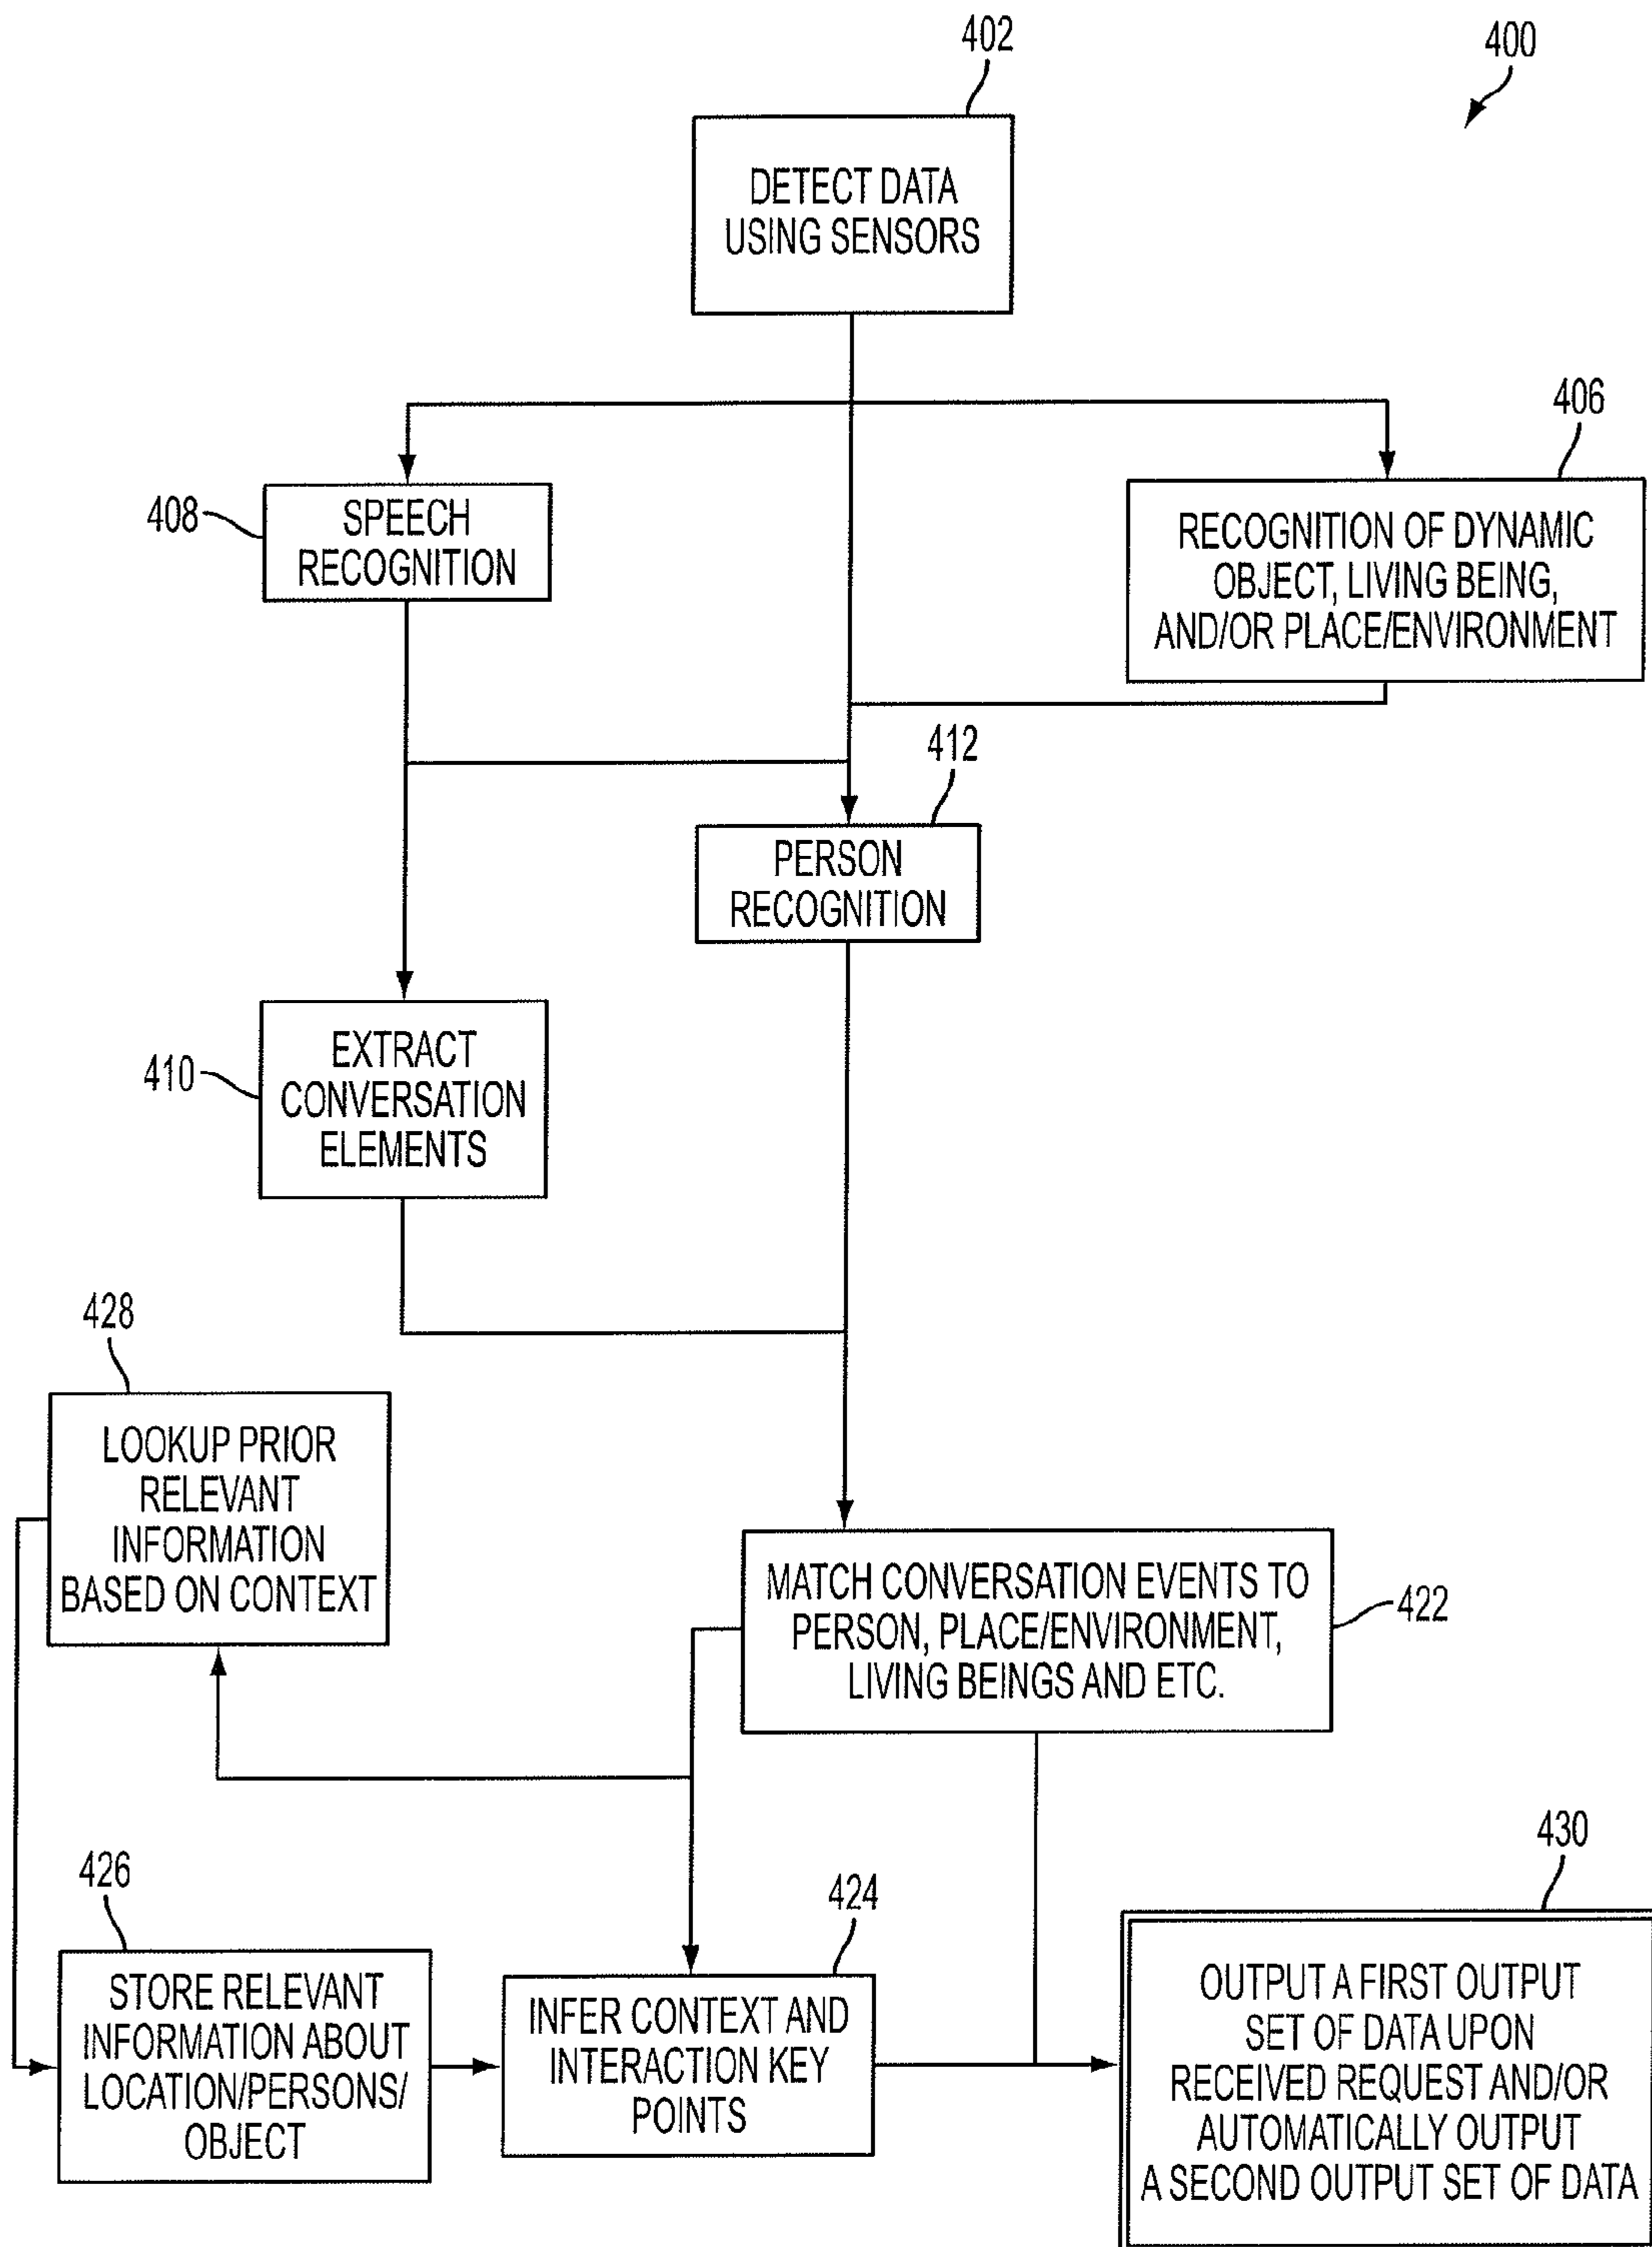 402
400
DETECT DATA
USING SENSORS
406
408
SPEECH
RECOGNITION
RECOGNITION OF DYNAMIC
OBJECT, LIVING BEING,
AND/OR PLACE/ENVIRONMENT
412
PERSON
RECOGNITION
410
EXTRACT
CONVERSATION
ELEMENTS
428
LOOKUP PRIOR
RELEVANT
INFORMATION
BASED ON CONTEXT
MATCH CONVERSATION EVENTS TO
PERSON, PLACE/ENVIRONMENT,
LIVING BEINGS AND ETC.
422
426
STORE RELEVANT
INFORMATION ABOUT
LOCATION/PERSONS/
OBJECT
424
INFER CONTEXT AND
INTERACTION KEY
POINTS
430
OUTPUT A FIRST OUTPUT
SET OF DATA UPON
RECEIVED REQUEST AND/OR
AUTOMATICALLY OUTPUT
A SECOND OUTPUT SET OF DATA